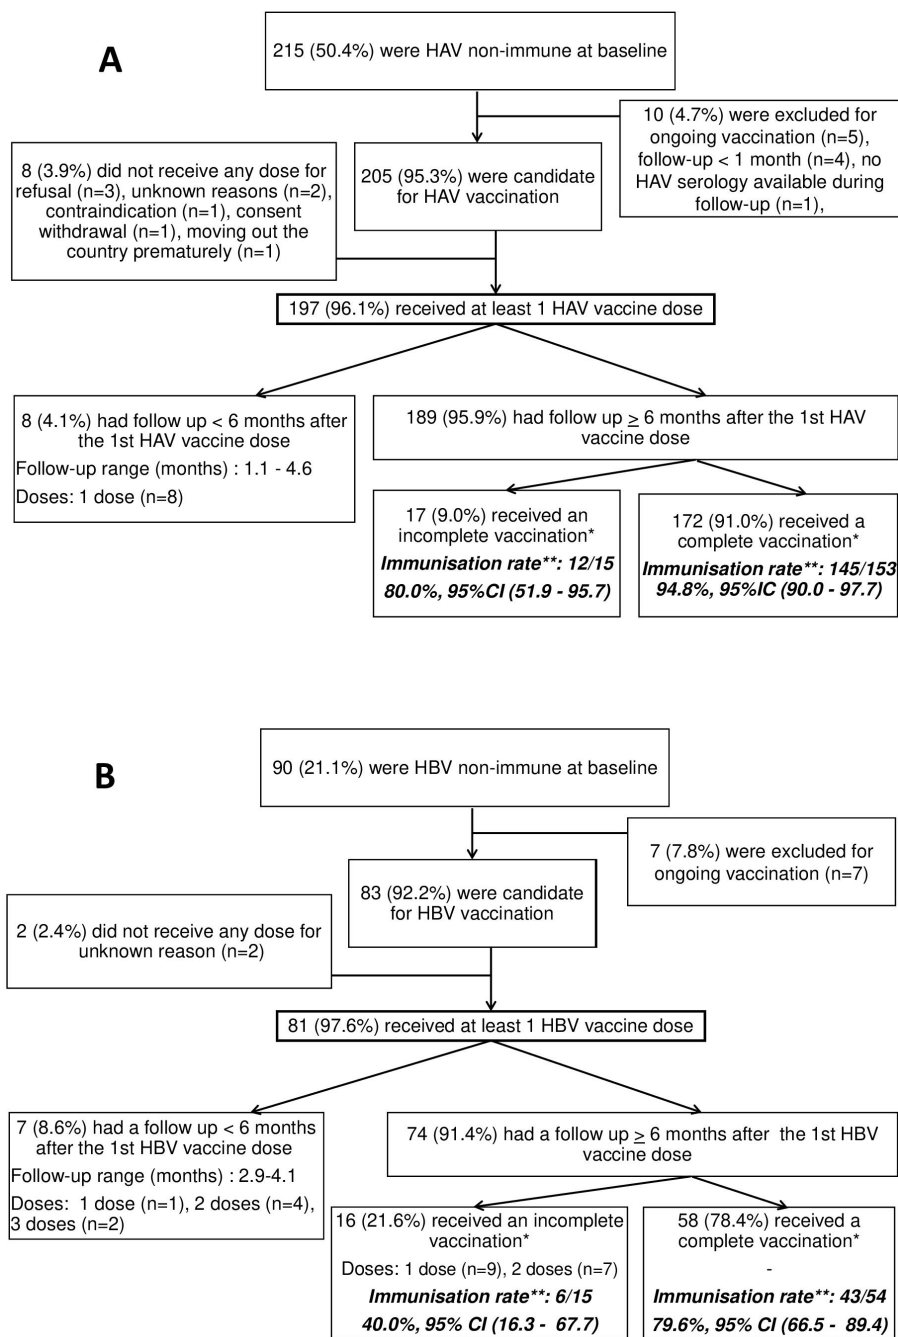 A
215 (50.4%) were HAV non-immune at baseline
10 (4.7%) were excluded for
ongoing vaccination (n=5),
follow-up < 1 month (n=4), no
HAV serology available during
follow-up (n=1),
205 (95.3%) were candidate
for HAV vaccination
8 (3.9%) did not receive any dose for
refusal (n=3), unknown reasons (n=2),
contraindication (n=1), consent
withdrawal (n=1), moving out the
country prematurely (n=1)
197 (96.1%) received at least 1 HAV vaccine dose
8 (4.1%) had follow up < 6 months after
the 1st HAV vaccine dose
Follow-up range (months) : 1.1 - 4.6
Doses: 1 dose (n=8)
189 (95.9%) had follow up ≥ 6 months after the 1st HAV
vaccine dose
17 (9.0%) received an
incomplete vaccination*
Immunisation rate**: 12/15
80.0%, 95%CI (51.9 - 95.7)
172 (91.0%) received a
complete vaccination*
Immunisation rate**: 145/153
94.8%, 95%IC (90.0 - 97.7)
B
90 (21.1%) were HBV non-immune at baseline
7 (7.8%) were excluded for
ongoing vaccination (n=7)
83 (92.2%) were candidate
for HBV vaccination
2 (2.4%) did not receive any dose for
unknown reason (n=2)
81 (97.6%) received at least 1 HBV vaccine dose
7 (8.6%) had a follow up < 6 months
after the 1st HBV vaccine dose
Follow-up range (months) : 2.9-4.1
Doses: 1 dose (n=1), 2 doses (n=4),
3 doses (n=2)
74 (91.4%) had a follow up ≥ 6 months after the 1st HBV
vaccine dose
16 (21.6%) received an incomplete
vaccination*
Doses: 1 dose (n=9), 2 doses (n=7)
Immunisation rate**: 6/15
40.0%, 95% CI (16.3 - 67.7)
58 (78.4%) received a
complete vaccination*
-
Immunisation rate**: 43/54
79.6%, 95% CI (66.5 - 89.4)